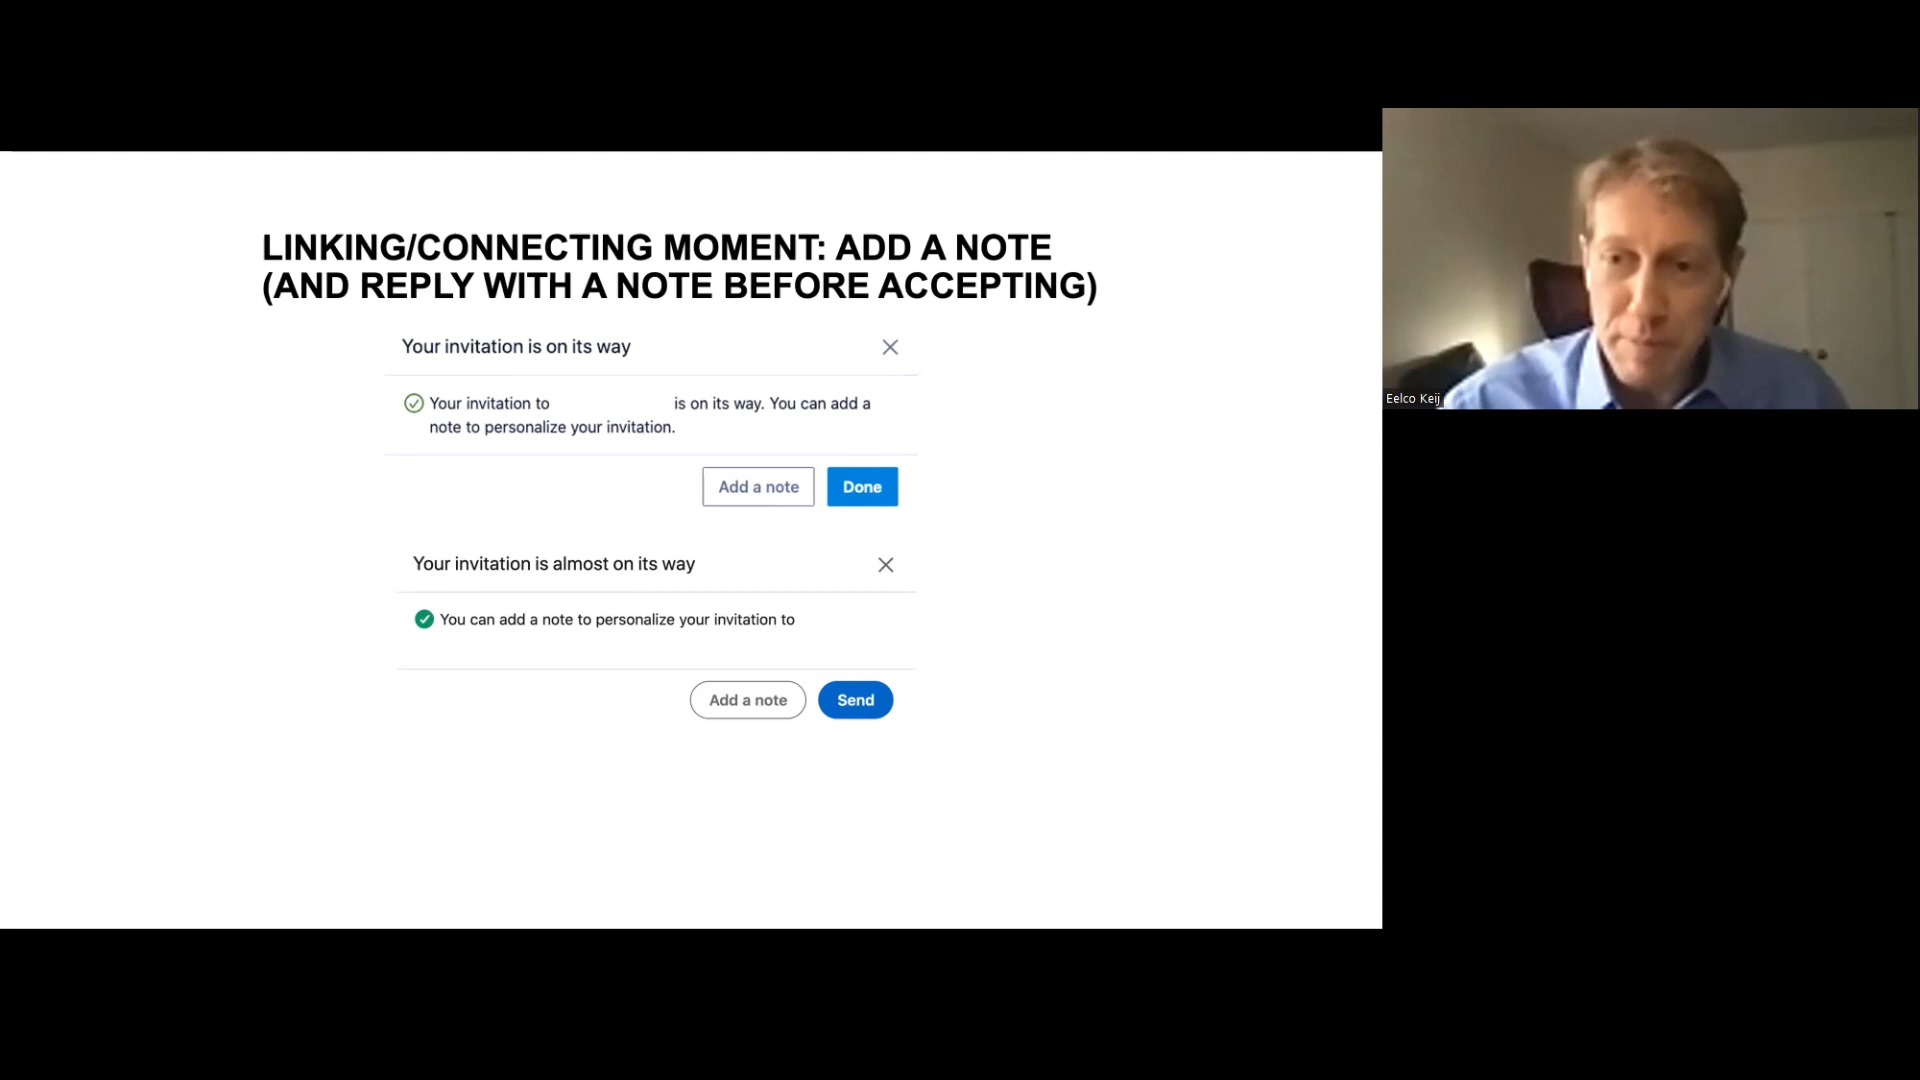 LINKING/CONNECTING MOMENT: ADD A NOTE
(AND REPLY WITH A NOTE BEFORE ACCEPTING)
Your invitation is on its way
Your invitation to is on its way. You can add a
note to personalize your invitation.
Add a note Done
Your invitation is almost on its way
You can add a note to personalize your invitation to
Add a note Send
Eelco Keij